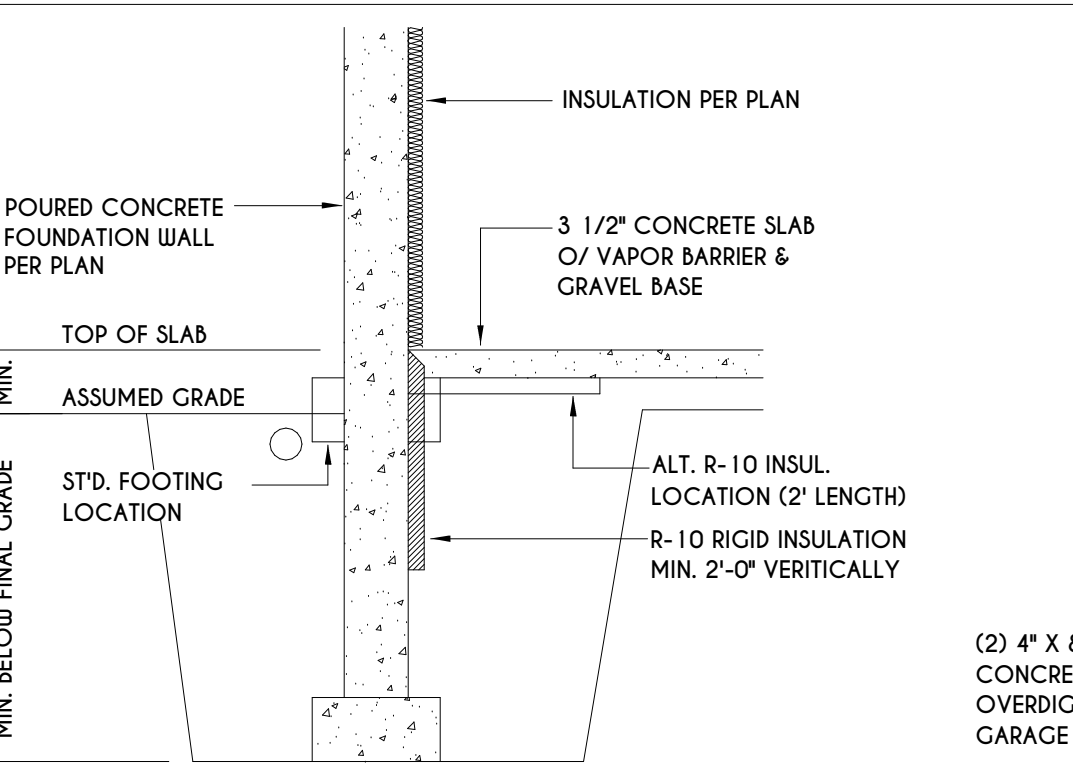 INSULATION PER PLAN
POURED CONCRETE
FOUNDATION WALL
PER PLAN
3 1/2" CONCRETE SLAB
O/ VAPOR BARRIER &
GRAVEL BASE
TOP OF SLAB
MIN.
ASSUMED GRADE
ST'D. FOOTING
LOCATION
MIN. BELOW FINAL GRADE
ALT. R-10 INSUL.
LOCATION (2' LENGTH)
R-10 RIGID INSULATION
MIN. 2'-0" VERITICALLY
(2) 4" X
CONCRE
OVERDIG
GARAGE